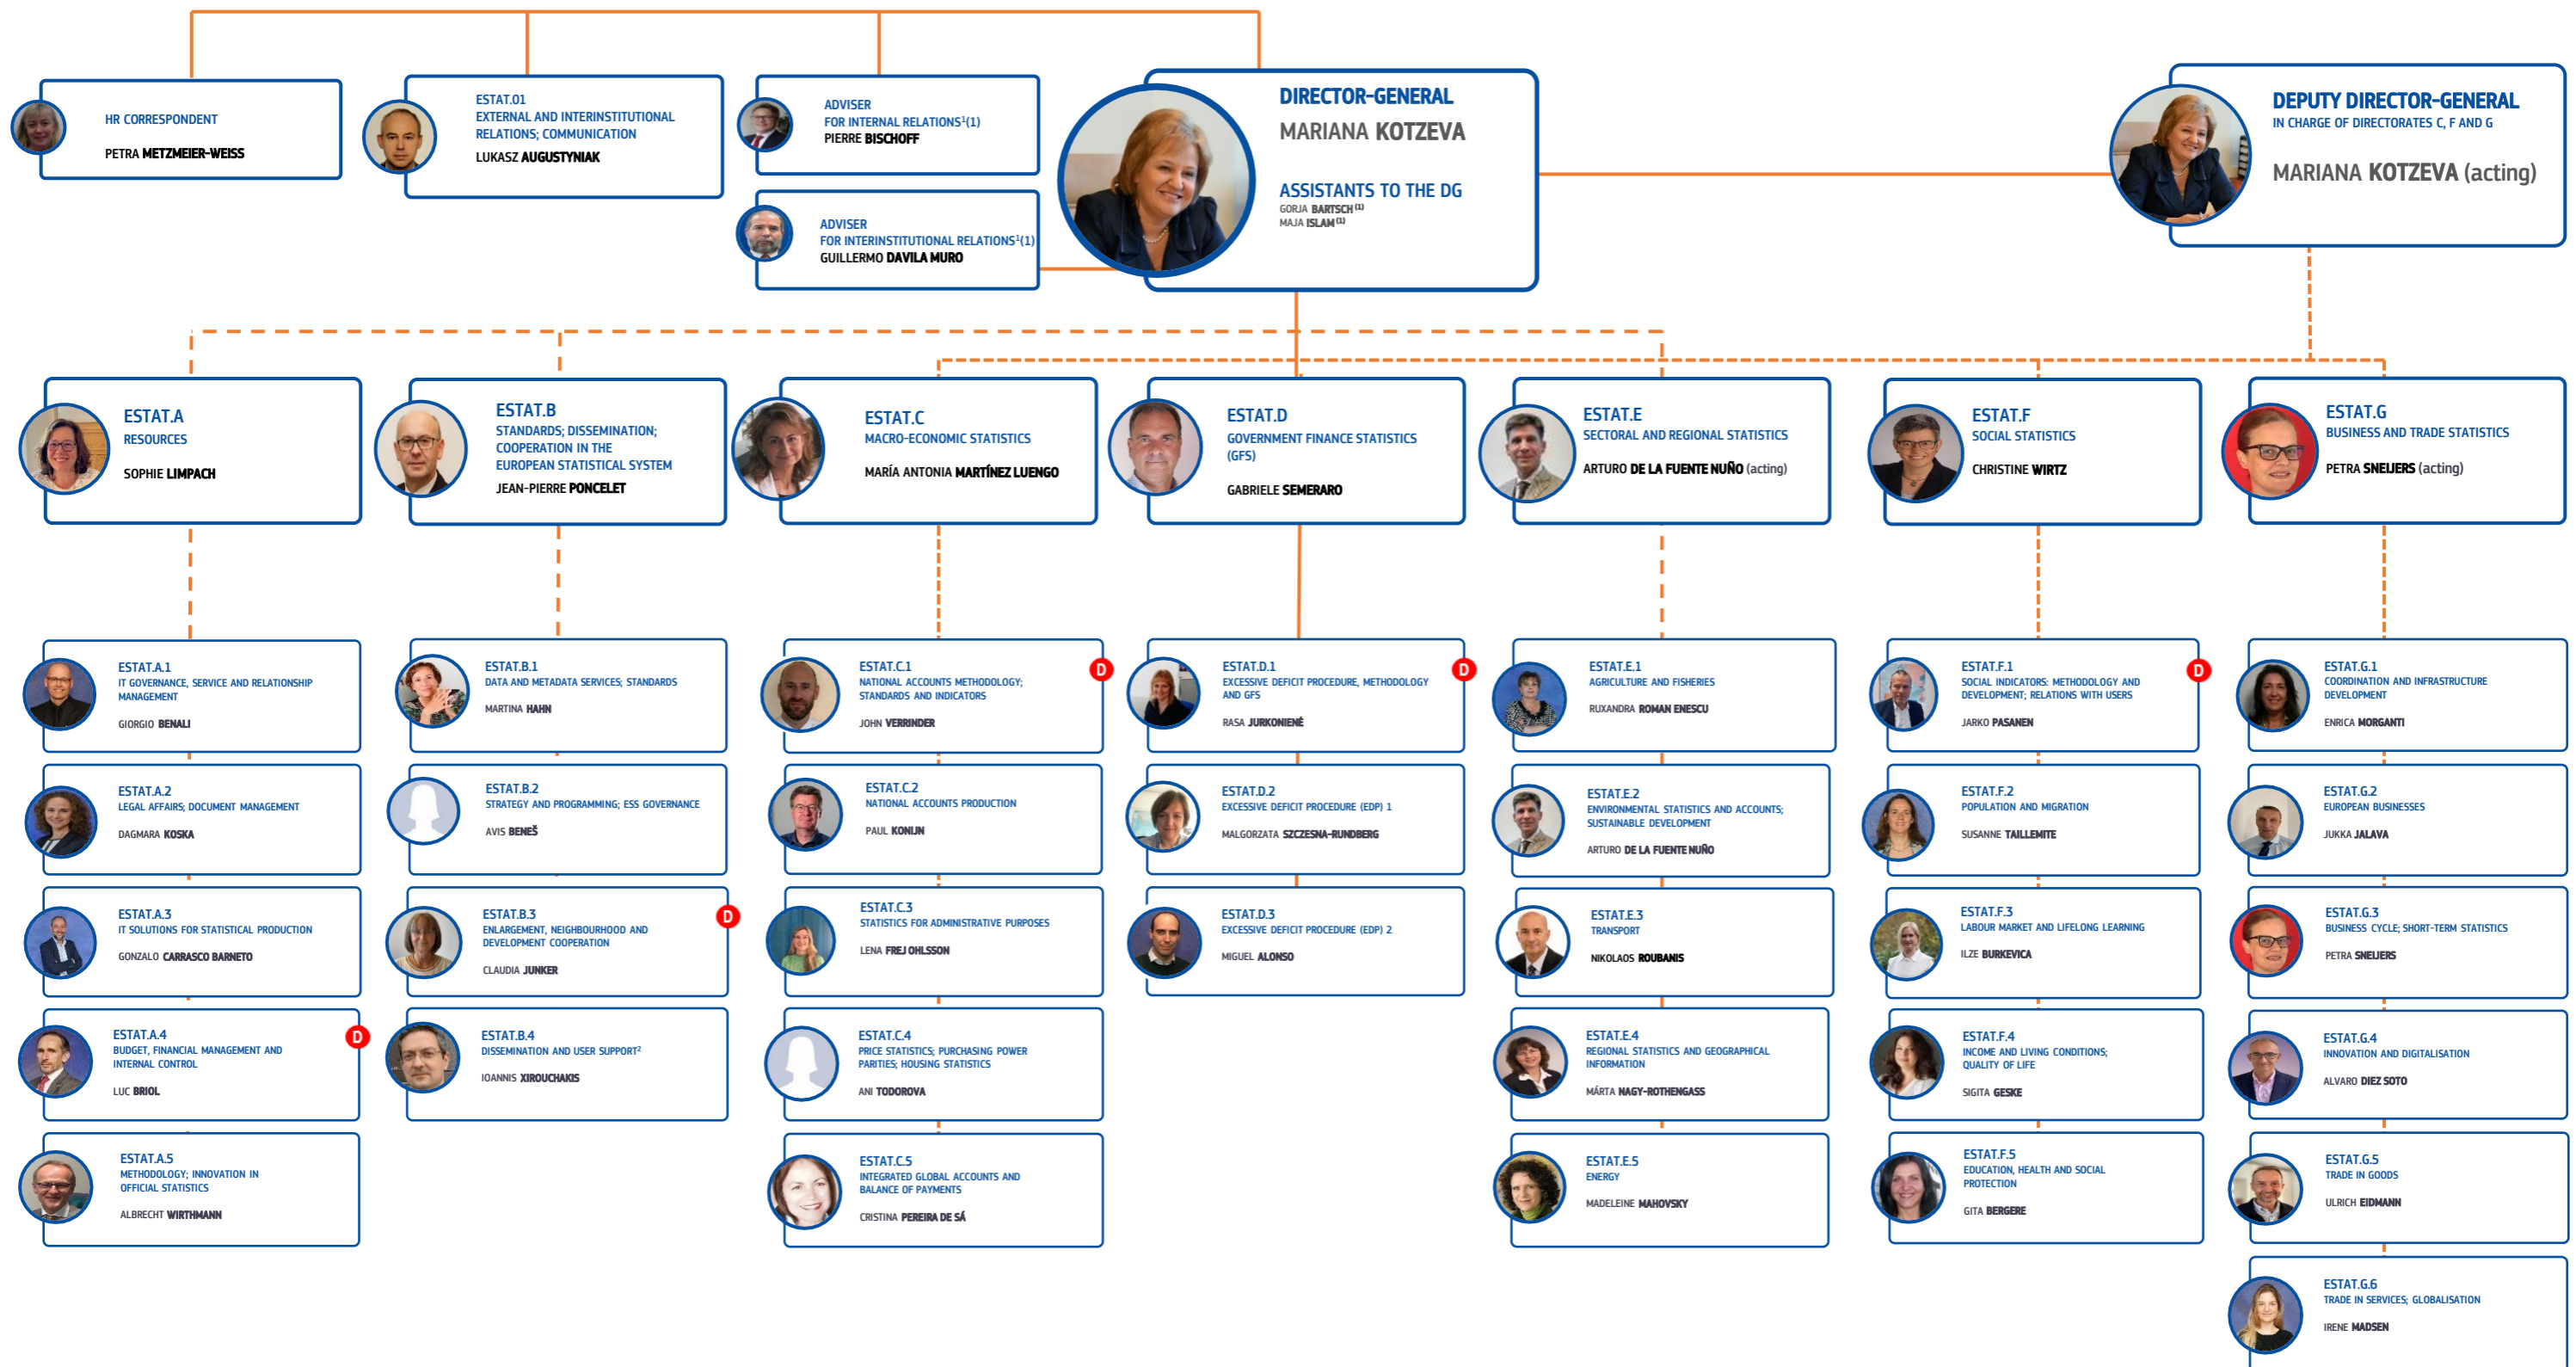 HR CORRESPONDENT
PETRA METZMEIER-WEISS
ESTAT.01
EXTERNAL AND INTERINSTITUTIONAL
RELATIONS; COMMUNICATION
LUKASZ AUGUSTYNIAK
ADVISER
FOR INTERNAL RELATIONS¹(1)
PIERRE BISCHOFF
ADVISER
FOR INTERINSTITUTIONAL RELATIONS¹(1)
GUILLERMO DAVILA MURO
DIRECTOR-GENERAL
MARIANA KOTZEVA
ASSISTANTS TO THE DG
GORJA BARTSCH (1)
MAJA ISLAM (1)
DEPUTY DIRECTOR-GENERAL
IN CHARGE OF DIRECTORATES C, F AND G
MARIANA KOTZEVA (acting)
ESTAT.A
RESOURCES
SOPHIE LIMPACH
ESTAT.B
STANDARDS; DISSEMINATION;
COOPERATION IN THE
EUROPEAN STATISTICAL SYSTEM
JEAN-PIERRE PONCELET
ESTAT.C
MACRO-ECONOMIC STATISTICS
MARÍA ANTONIA MARTÍNEZ LUENGO
ESTAT.D
GOVERNMENT FINANCE STATISTICS
(GFS)
GABRIELE SEMERARO
ESTAT.E
SECTORAL AND REGIONAL STATISTICS
ARTURO DE LA FUENTE NUÑO (acting)
ESTAT.F
SOCIAL STATISTICS
CHRISTINE WIRTZ
ESTAT.G
BUSINESS AND TRADE STATISTICS
PETRA SNEIJERS (acting)
ESTAT.A.1
IT GOVERNANCE, SERVICE AND RELATIONSHIP
MANAGEMENT
GIORGIO BENALI
ESTAT.A.2
LEGAL AFFAIRS; DOCUMENT MANAGEMENT
DAGMARA KOSKA
ESTAT.A.3
IT SOLUTIONS FOR STATISTICAL PRODUCTION
GONZALO CARRASCO BARNETO
D
ESTAT.A.4
BUDGET, FINANCIAL MANAGEMENT AND
INTERNAL CONTROL
LUC BRIOL
ESTAT.A.5
METHODOLOGY; INNOVATION IN
OFFICIAL STATISTICS
ALBRECHT WIRTHMANN
ESTAT.B.1
DATA AND METADATA SERVICES; STANDARDS
MARTINA HAHN
ESTAT.B.2
STRATEGY AND PROGRAMMING; ESS GOVERNANCE
AVIS BENEŠ
D
ESTAT.B.3
ENLARGEMENT, NEIGHBOURHOOD AND
DEVELOPMENT COOPERATION
CLAUDIA JUNKER
ESTAT.B.4
DISSEMINATION AND USER SUPPORT²
IOANNIS XIROUCHAKIS
D
ESTAT.C.1
NATIONAL ACCOUNTS METHODOLOGY;
STANDARDS AND INDICATORS
JOHN VERRINDER
ESTAT.C.2
NATIONAL ACCOUNTS PRODUCTION
PAUL KONIJN
ESTAT.C.3
STATISTICS FOR ADMINISTRATIVE PURPOSES
LENA FREJ OHLSSON
ESTAT.C.4
PRICE STATISTICS; PURCHASING POWER
PARITIES; HOUSING STATISTICS
ANI TODOROVA
ESTAT.C.5
INTEGRATED GLOBAL ACCOUNTS AND
BALANCE OF PAYMENTS
CRISTINA PEREIRA DE SÁ
D
ESTAT.D.1
EXCESSIVE DEFICIT PROCEDURE, METHODOLOGY
AND GFS
RASA JURKONIENĖ
ESTAT.D.2
EXCESSIVE DEFICIT PROCEDURE (EDP) 1
MALGORZATA SZCZESNA-RUNDBERG
ESTAT.D.3
EXCESSIVE DEFICIT PROCEDURE (EDP) 2
MIGUEL ALONSO
ESTAT.E.1
AGRICULTURE AND FISHERIES
RUXANDRA ROMAN ENESCU
ESTAT.E.2
ENVIRONMENTAL STATISTICS AND ACCOUNTS;
SUSTAINABLE DEVELOPMENT
ARTURO DE LA FUENTE NUÑO
ESTAT.E.3
TRANSPORT
NIKOLAOS ROUBANIS
ESTAT.E.4
REGIONAL STATISTICS AND GEOGRAPHICAL
INFORMATION
MÁRTA NAGY-ROTHENGASS
ESTAT.E.5
ENERGY
MADELEINE MAHOVSKY
D
ESTAT.F.1
SOCIAL INDICATORS: METHODOLOGY AND
DEVELOPMENT; RELATIONS WITH USERS
JARKO PASANEN
ESTAT.F.2
POPULATION AND MIGRATION
SUSANNE TAILLEMITE
ESTAT.F.3
LABOUR MARKET AND LIFELONG LEARNING
ILZE BURKEVICA
ESTAT.F.4
INCOME AND LIVING CONDITIONS;
QUALITY OF LIFE
SIGITA GESKE
ESTAT.F.5
EDUCATION, HEALTH AND SOCIAL
PROTECTION
GITA BERGERE
ESTAT.G.1
COORDINATION AND INFRASTRUCTURE
DEVELOPMENT
ENRICA MORGANTI
ESTAT.G.2
EUROPEAN BUSINESSES
JUKKA JALAVA
ESTAT.G.3
BUSINESS CYCLE; SHORT-TERM STATISTICS
PETRA SNEIJERS
ESTAT.G.4
INNOVATION AND DIGITALISATION
ALVARO DIEZ SOTO
ESTAT.G.5
TRADE IN GOODS
ULRICH EIDMANN
ESTAT.G.6
TRADE IN SERVICES; GLOBALISATION
IRENE MADSEN